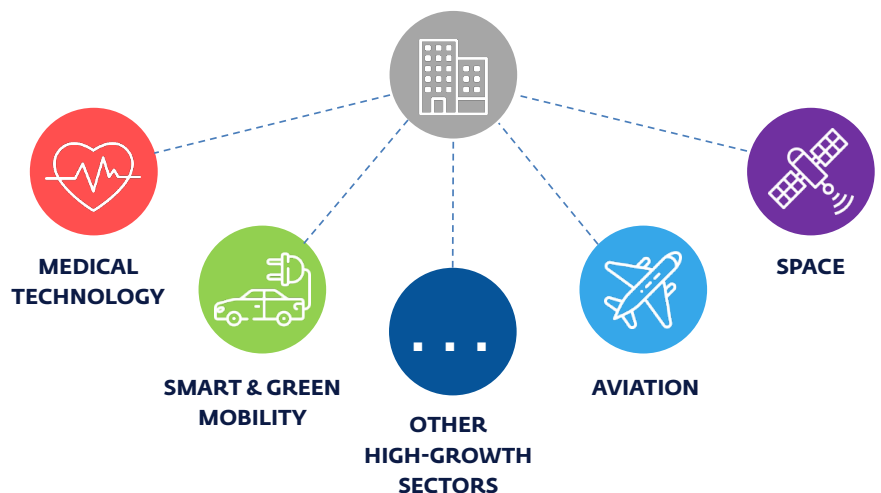 MEDICAL
TECHNOLOGY
SMART & GREEN
MOBILITY
OTHER
HIGH-GROWTH
SECTORS
AVIATION
SPACE